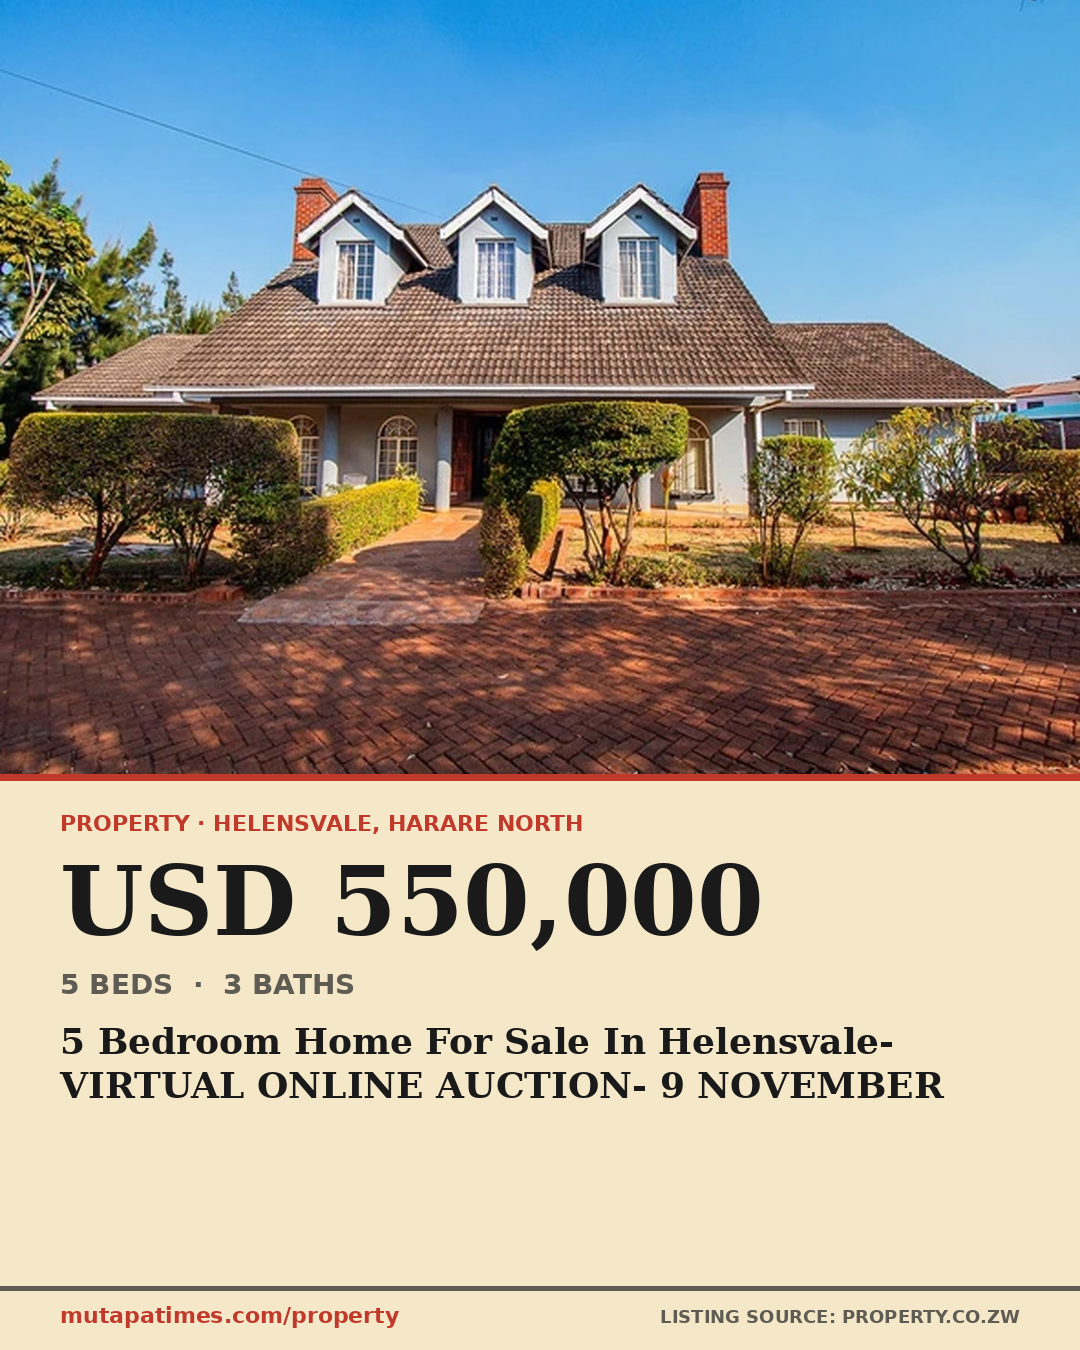 PROPERTY · HELENSVALE, HARARE NORTH
USD 550,000
5 BEDS · 3 BATHS
5 Bedroom Home For Sale In Helensvale-
VIRTUAL ONLINE AUCTION- 9 NOVEMBER
mutapatimes.com/property
LISTING SOURCE: PROPERTY.CO.ZW